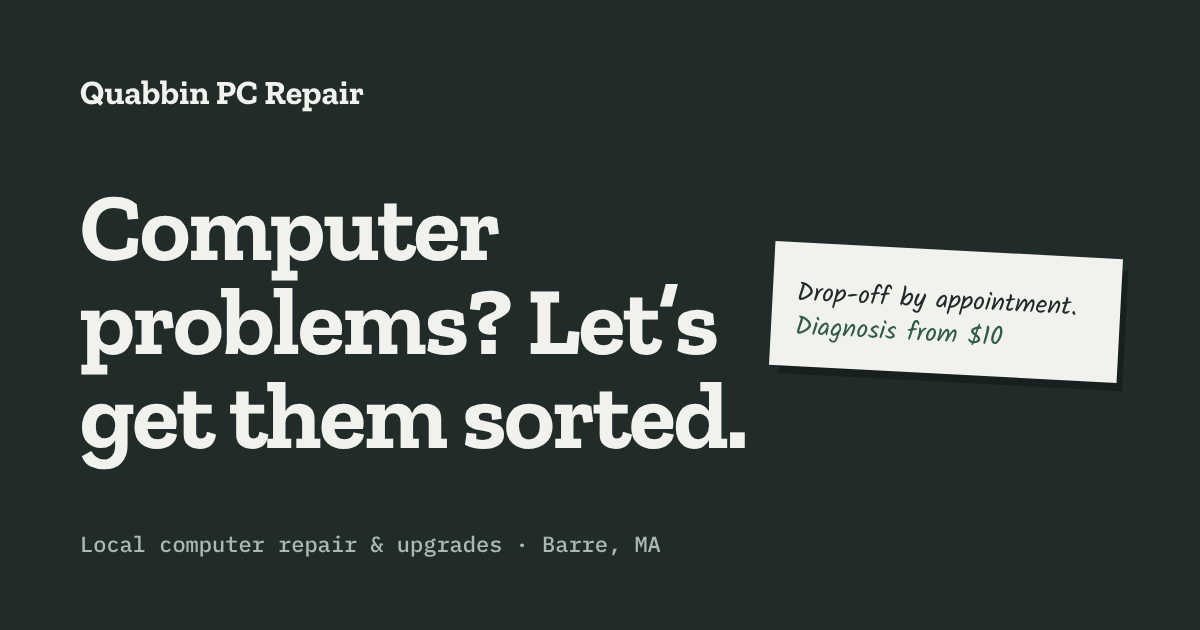 Quabbin PC Repair
Computer
problems? Let’s
get them sorted.
Drop-off by appointment.
Diagnosis from $10
Local computer repair & upgrades · Barre, MA